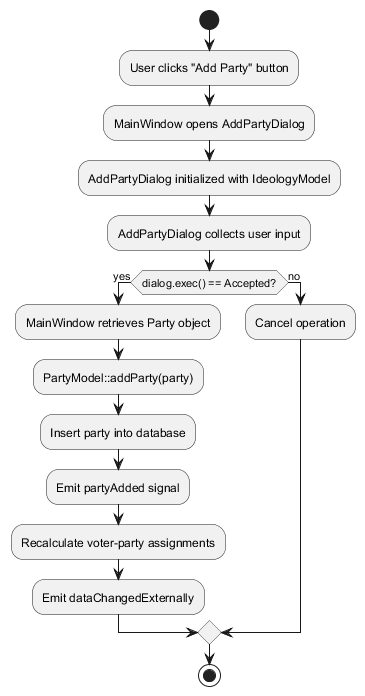 User clicks "Add Party" button
MainWindow opens AddPartyDialog
AddPartyDialog initialized with IdeologyModel
AddPartyDialog collects user input
yes
dialog.exec() == Accepted?
no
MainWindow retrieves Party object
Cancel operation
PartyModel::addParty(party)
Insert party into database
Emit partyAdded signal
Recalculate voter-party assignments
Emit dataChangedExternally